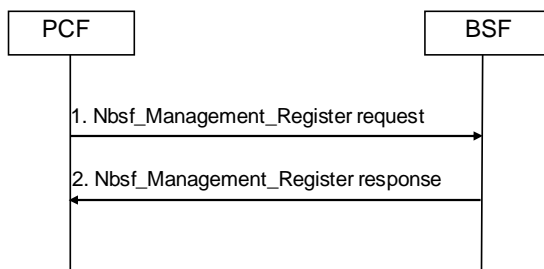 PCF
BSF
1. Nbsf_Management_Register request
2. Nbsf_Management_Register response